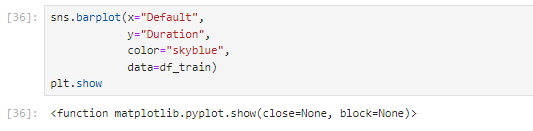 [36]: sns.barplot(x="Default",
y="Duration",
color="skyblue",
data=df_train)
plt.show
[36]: <function matplotlib.pyplot.show(close=None, block=None)>